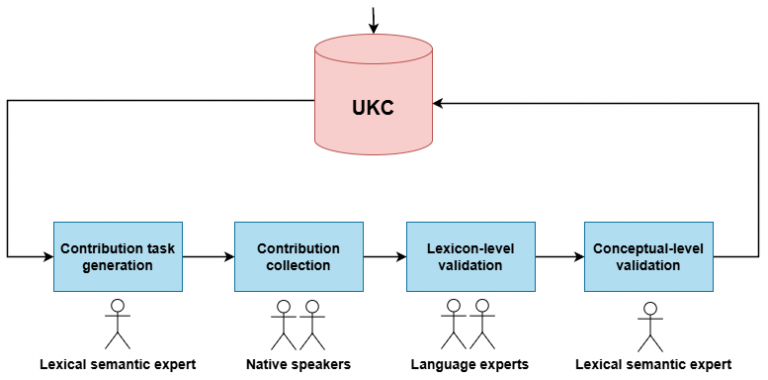 UKC
Contribution task
generation
Contribution
collection
Lexicon-level
validation
Conceptual-level
validation
Lexical semantic expert
Native speakers
Language experts
Lexical semantic expert